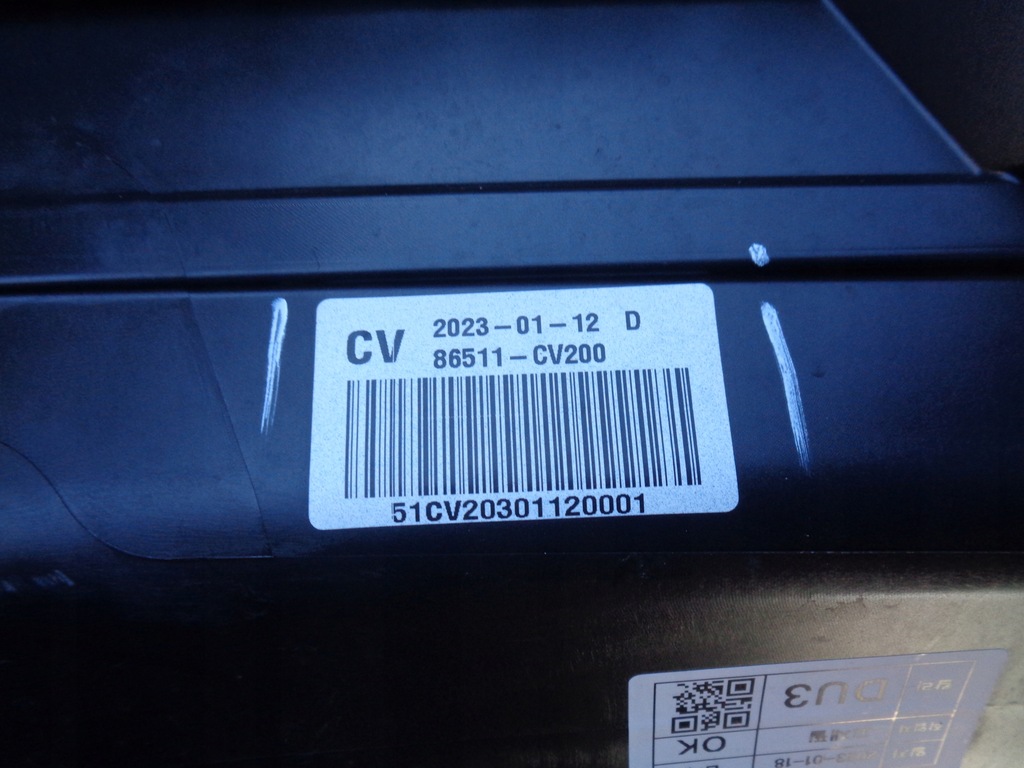 CV
2023-01-12 D
86511-CV200
51CV20301120001
DU3
OK